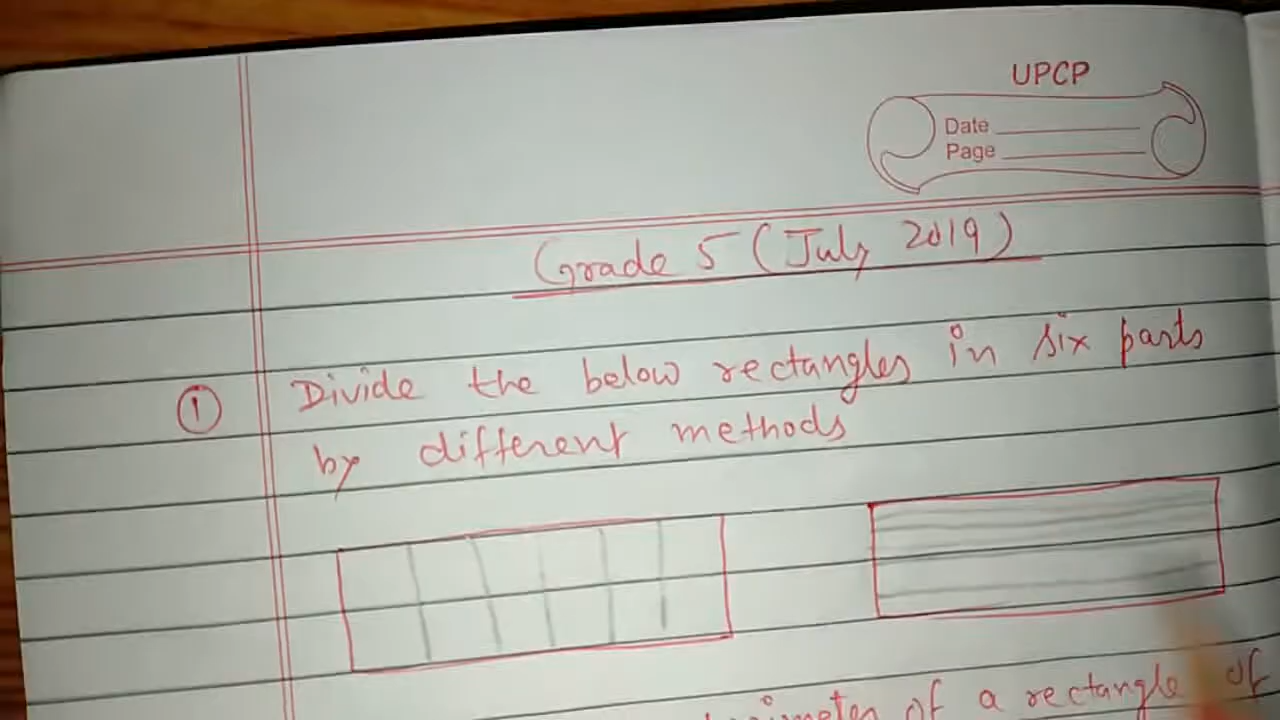 UPCP
Date
Page
Grade 5 (July 2019)
1 Divide the below rectangles in six parts
by different methods
of a rectangle of